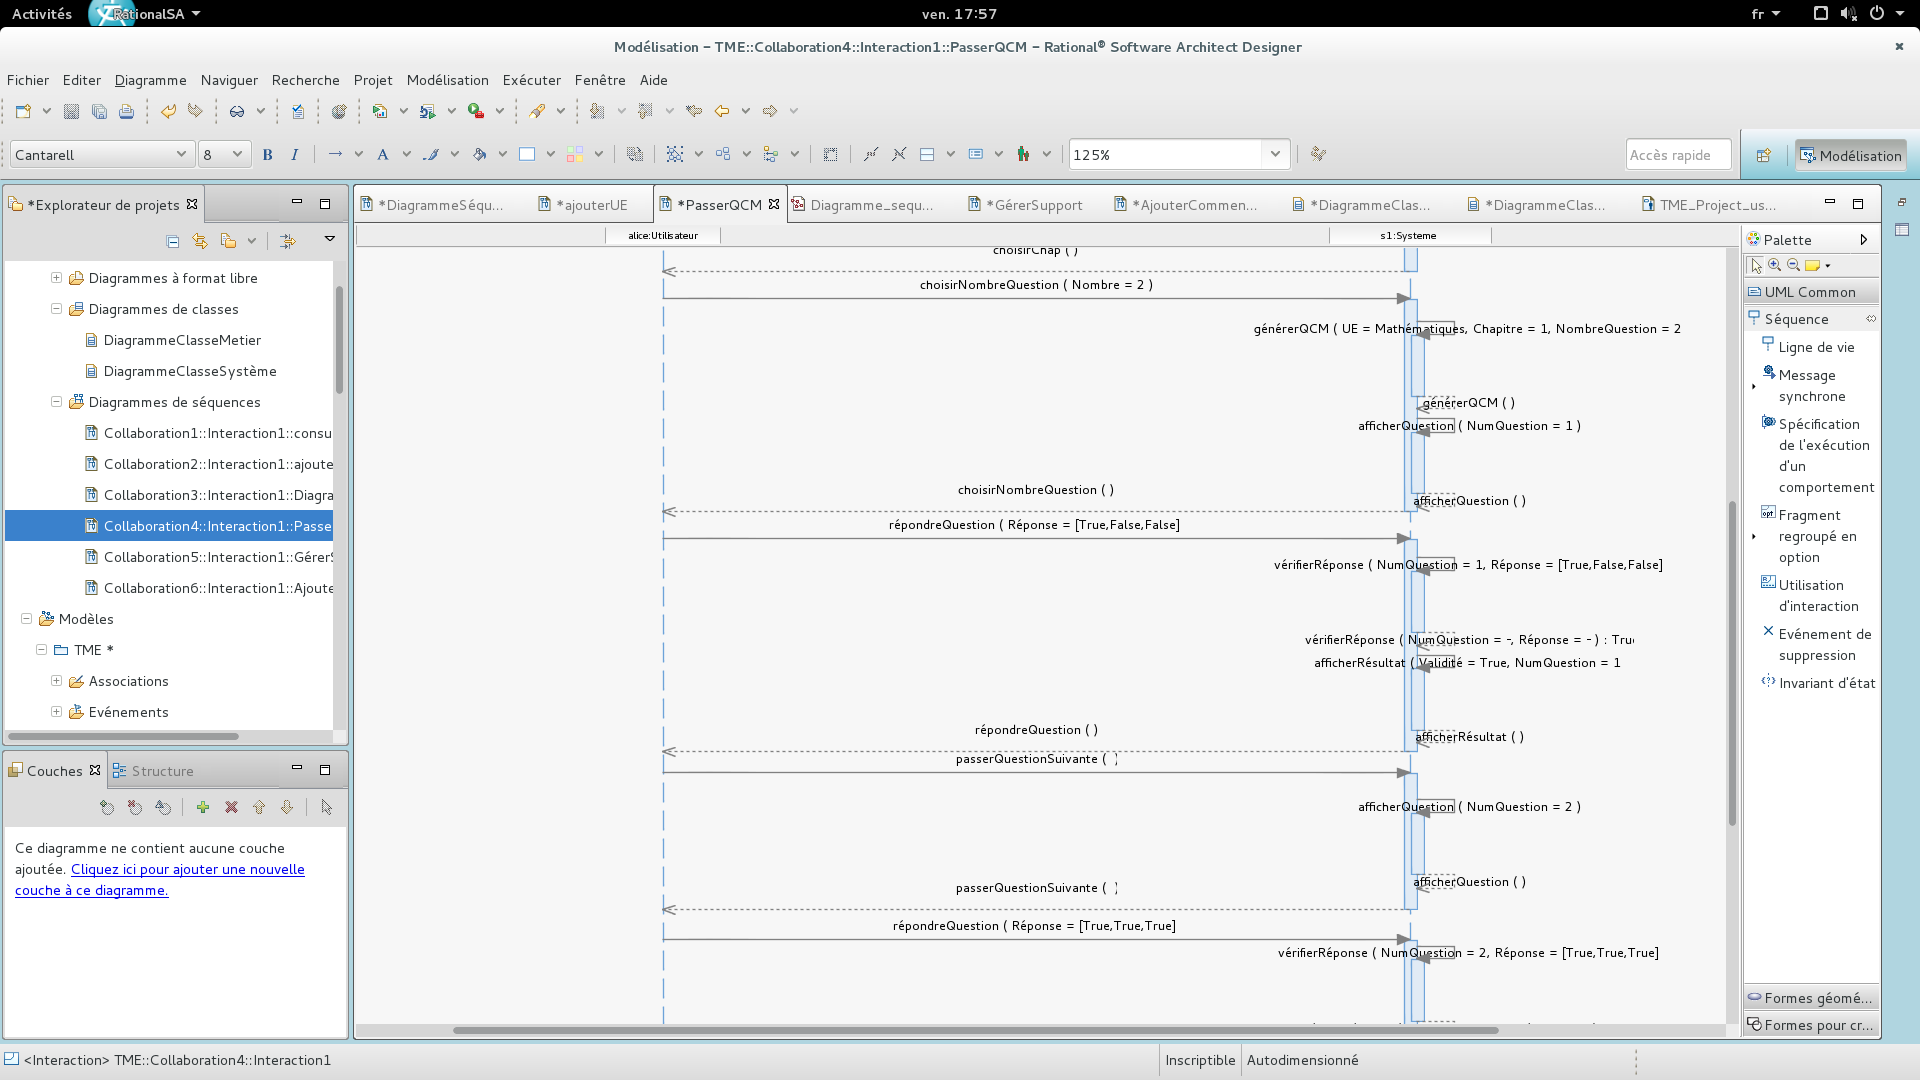 Activités
RationalSA
ven. 17:57
fr
Modélisation – TME::Collaboration4::Interaction1::PasserQCM – Rational® Software Architect Designer
Fichier Editer Diagramme Naviguer Recherche Projet Modélisation Exécuter Fenêtre Aide
Cantarell 8 B I A 125% Accès rapide Modélisation
*Explorateur de projets
Diagrammes à format libre
Diagrammes de classes
DiagrammeClasseMetier
DiagrammeClasseSystème
Diagrammes de séquences
Collaboration1::Interaction1::consu
Collaboration2::Interaction1::ajoute
Collaboration3::Interaction1::Diagra
Collaboration4::Interaction1::Passe
Collaboration5::Interaction1::Gérer
Collaboration6::Interaction1::Ajoute
Modèles
TME *
Associations
Evénements
Couches Structure
Ce diagramme ne contient aucune couche
ajoutée. Cliquez ici pour ajouter une nouvelle
couche à ce diagramme.
*DiagrammeSéqu... *ajouterUE *PasserQCM Diagramme_sequ... *GérerSupport *AjouterCommen... *DiagrammeClas... *DiagrammeClas... TME_Project_us...
alice:Utilisateur s1:Systeme
choisirChap ( )
choisirNombreQuestion ( Nombre = 2 )
générerQCM ( UE = Mathématiques, Chapitre = 1, NombreQuestion = 2
générerQCM ( )
afficherQuestion ( NumQuestion = 1 )
choisirNombreQuestion ( )
afficherQuestion ( )
répondreQuestion ( Réponse = [True,False,False]
vérifierRéponse ( NumQuestion = 1, Réponse = [True,False,False]
vérifierRéponse ( NumQuestion = -, Réponse = - ) : True
afficherRésultat ( Validité = True, NumQuestion = 1
répondreQuestion ( )
afficherRésultat ( )
passerQuestionSuivante ( )
afficherQuestion ( NumQuestion = 2 )
afficherQuestion ( )
passerQuestionSuivante ( )
répondreQuestion ( Réponse = [True,True,True]
vérifierRéponse ( NumQuestion = 2, Réponse = [True,True,True]
Palette
UML Common
Séquence
Ligne de vie
Message
synchrone
Spécification
de l'exécution
d'un
comportement
Fragment
regroupé en
option
Utilisation
d'interaction
Evénement de
suppression
Invariant d'état
Formes géomé...
Formes pour cr...
<Interaction> TME::Collaboration4::Interaction1
Inscriptible
Autodimensionné